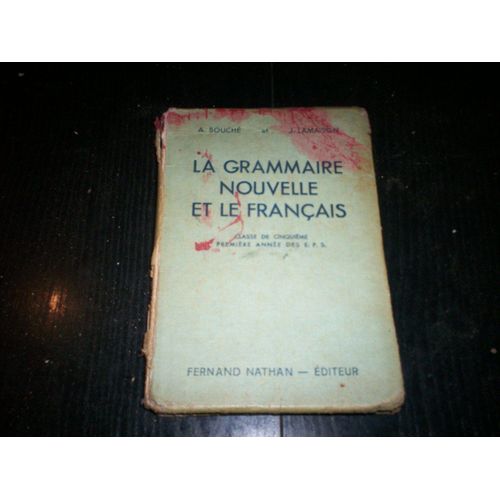 A. SOUCHÉ et J. LAMAISON
LA GRAMMAIRE
NOUVELLE
ET LE FRANÇAIS
CLASSE DE CINQUIÈME
PREMIÈRE ANNÉE DES E. P. S.
FERNAND NATHAN — ÉDITEUR